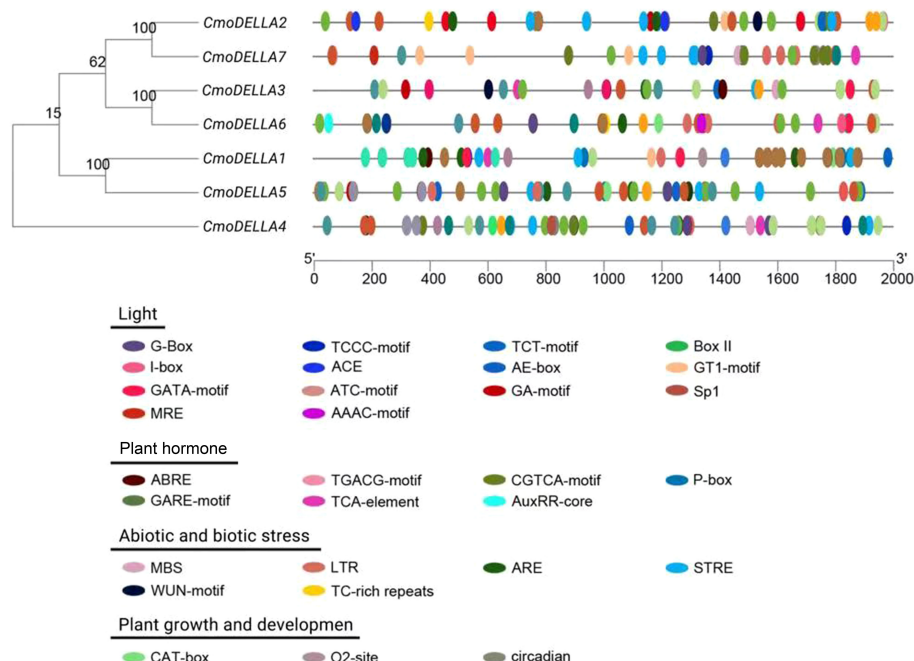 100
CmoDELLA2
62
CmoDELLA7
100
CmoDELLA3
15
CmoDELLA6
100
CmoDELLA1
CmoDELLA5
CmoDELLA4
5' 3'
0 200 400 600 800 1000 1200 1400 1600 1800 2000
Light
G-Box TCCC-motif TCT-motif Box II
I-box ACE AE-box GT1-motif
GATA-motif ATC-motif GA-motif Sp1
MRE AAAC-motif
Plant hormone
ABRE TGACG-motif CGTCA-motif P-box
GARE-motif TCA-element AuxRR-core
Abiotic and biotic stress
MBS LTR ARE STRE
WUN-motif TC-rich repeats
Plant growth and developmen
CAT-box O2-site circadian